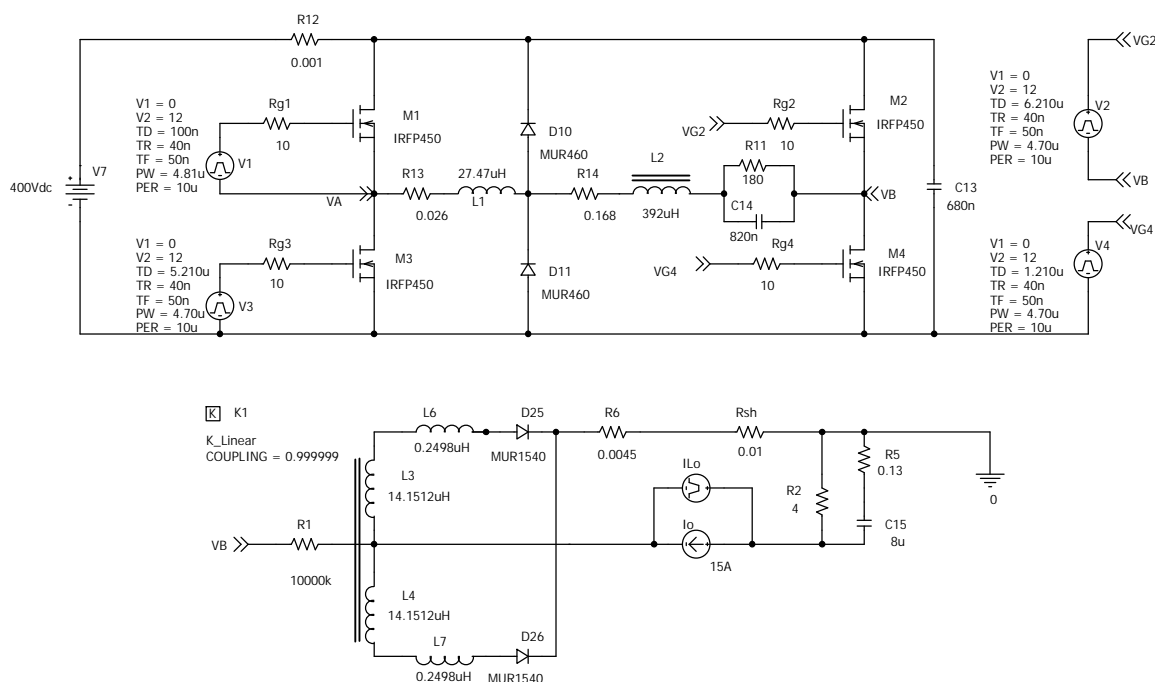 R12
0.001
V1 = 0
V2 = 12
TD = 100n
TR = 40n
TF = 50n
PW = 4.81u
PER = 10u
Rg1
10
V1
M1
IRFP450
D10
MUR460
VG2
Rg2
10
M2
IRFP450
V1 = 0
V2 = 12
TD = 6.210u
TR = 40n
TF = 50n
PW = 4.70u
PER = 10u
VG2
V2
VB
V7
400Vdc
+
-
VA
R13
0.026
27.47uH
L1
R14
0.168
L2
392uH
R11
180
C14
820n
VB
C13
680n
V1 = 0
V2 = 12
TD = 5.210u
TR = 40n
TF = 50n
PW = 4.70u
PER = 10u
Rg3
10
V3
M3
IRFP450
D11
MUR460
VG4
Rg4
10
M4
IRFP450
V1 = 0
V2 = 12
TD = 1.210u
TR = 40n
TF = 50n
PW = 4.70u
PER = 10u
VG4
V4
K K1
K_Linear
COUPLING = 0.999999
L6
0.2498uH
D25
MUR1540
R6
0.0045
Rsh
0.01
L3
14.1512uH
ILo
Io
15A
R2
4
R5
0.13
C15
8u
0
VB
R1
10000k
L4
14.1512uH
L7
0.2498uH
D26
MUR1540